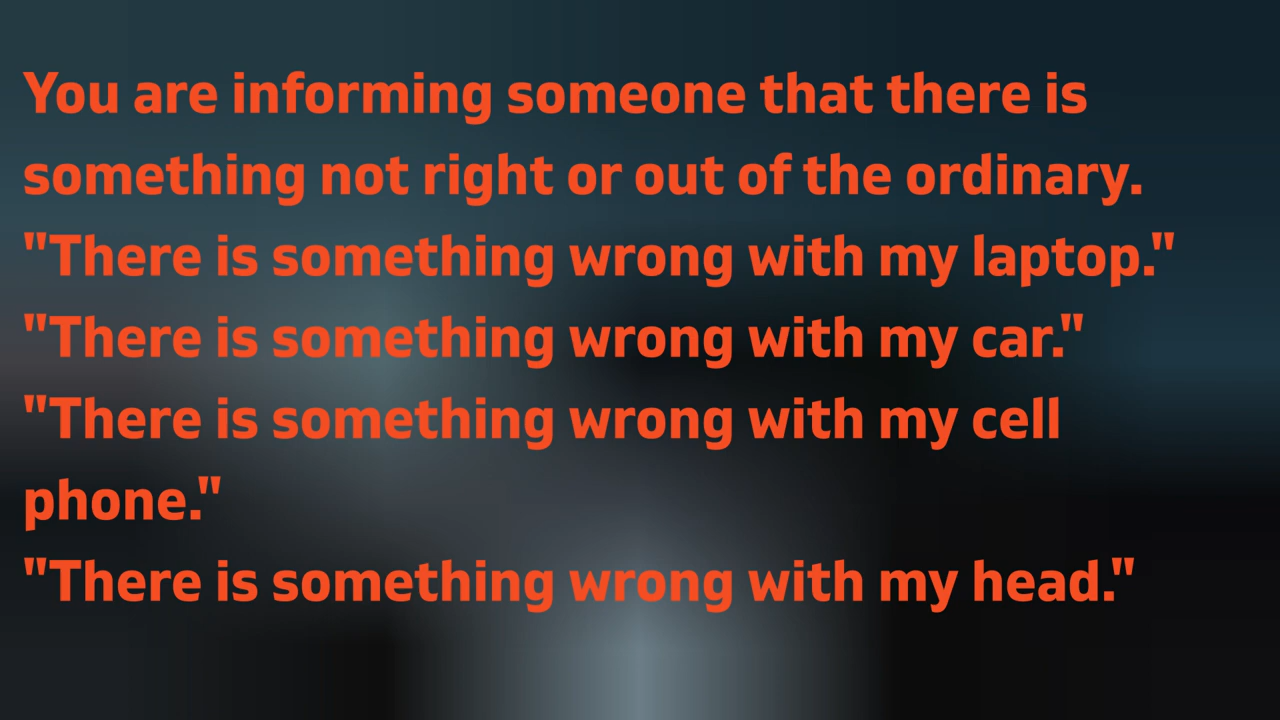 You are informing someone that there is
something not right or out of the ordinary.
"There is something wrong with my laptop."
"There is something wrong with my car."
"There is something wrong with my cell
phone."
"There is something wrong with my head."